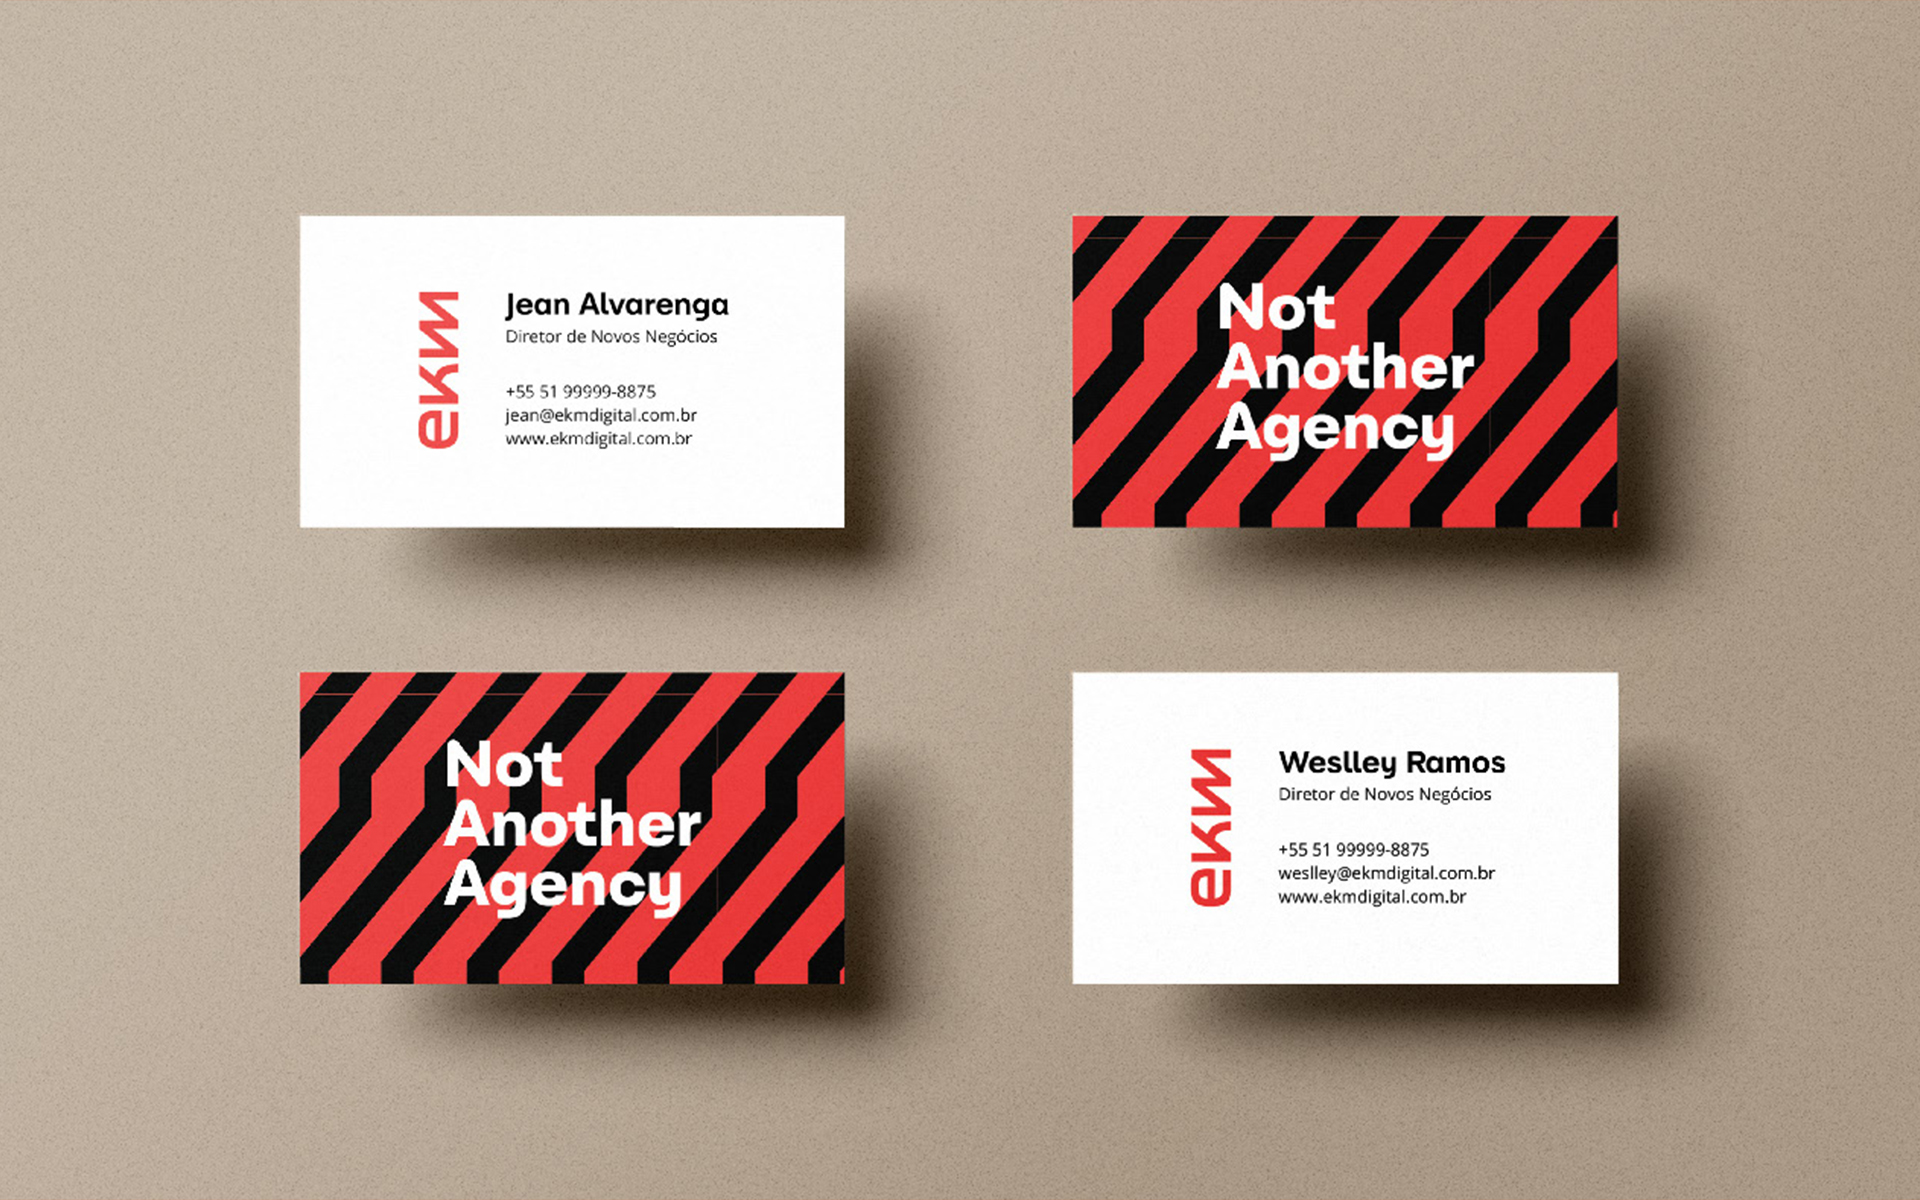 ekm
Jean Alvarenga
Diretor de Novos Negócios
+55 51 99999-8875
jean@ekmdigital.com.br
www.ekmdigital.com.br
Not
Another
Agency
Not
Another
Agency
ekm
Weslley Ramos
Diretor de Novos Negócios
+55 51 99999-8875
weslley@ekmdigital.com.br
www.ekmdigital.com.br